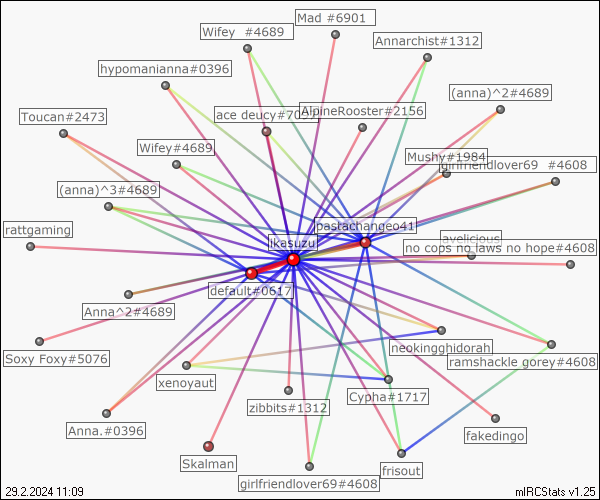 Mad #6901
Wifey  #4689
Annarchist#1312
hypomanianna#0396
(anna)^2#4689
ace deucy#70
AlpineRooster#2156
Toucan#2473
Wifey#4689
Mushy#1984
girlfriendlover69  #4608
(anna)^3#4689
pastachangeo41
rattgaming
ikasuzu
avelicious
no cops no laws no hope#4608
default#0617
Anna^2#4689
Soxy Foxy#5076
neokingghidorah
ramshackle gorey#4608
xenoyaut
Cypha#1717
zibbits#1312
Anna.#0396
fakedingo
Skalman
frisout
girlfriendlover69#4608
29.2.2024 11:09
mIRCStats v1.25